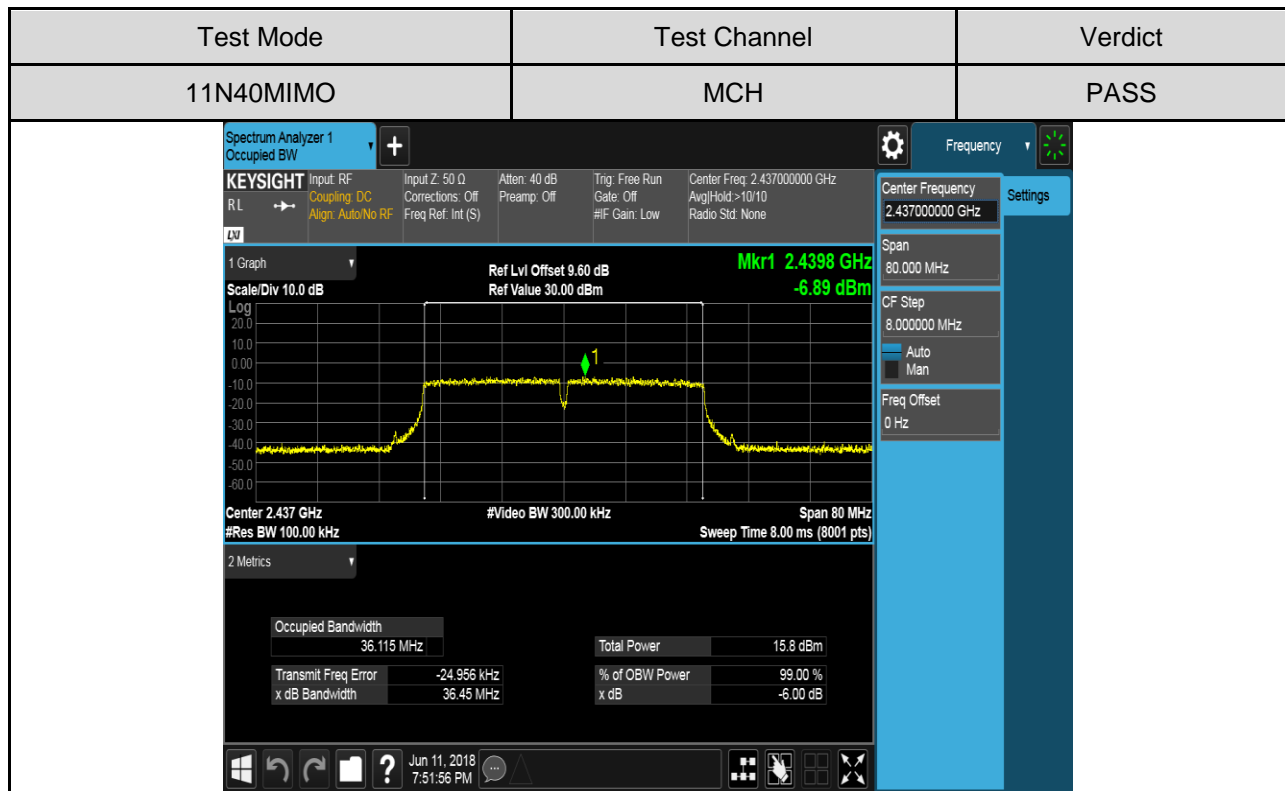 Test Mode Test Channel Verdict
11N40MIMO MCH PASS
Spectrum Analyzer 1
Occupied BW
Frequency
KEYSIGHT Input: RF Input Z: 50 Ω Atten: 40 dB Trig: Free Run Center Freq: 2.437000000 GHz
RL Coupling: DC Corrections: Off Preamp: Off Gate: Off Avg|Hold:>10/10
Align: Auto/No RF Freq Ref: Int (S) #IF Gain: Low Radio Std: None
LXI
Center Frequency
2.437000000 GHz
Settings
Span
80.000 MHz
CF Step
8.000000 MHz
Auto
Man
Freq Offset
0 Hz
1 Graph Ref Lvl Offset 9.60 dB Mkr1 2.4398 GHz
Scale/Div 10.0 dB Ref Value 30.00 dBm -6.89 dBm
Log
20.0
10.0
0.00
-10.0
-20.0
-30.0
-40.0
-50.0
-60.0
1
Center 2.437 GHz #Video BW 300.00 kHz Span 80 MHz
#Res BW 100.00 kHz Sweep Time 8.00 ms (8001 pts)
2 Metrics
Occupied Bandwidth
36.115 MHz Total Power 15.8 dBm
Transmit Freq Error -24.956 kHz % of OBW Power 99.00 %
x dB Bandwidth 36.45 MHz x dB -6.00 dB
? Jun 11, 2018
7:51:56 PM